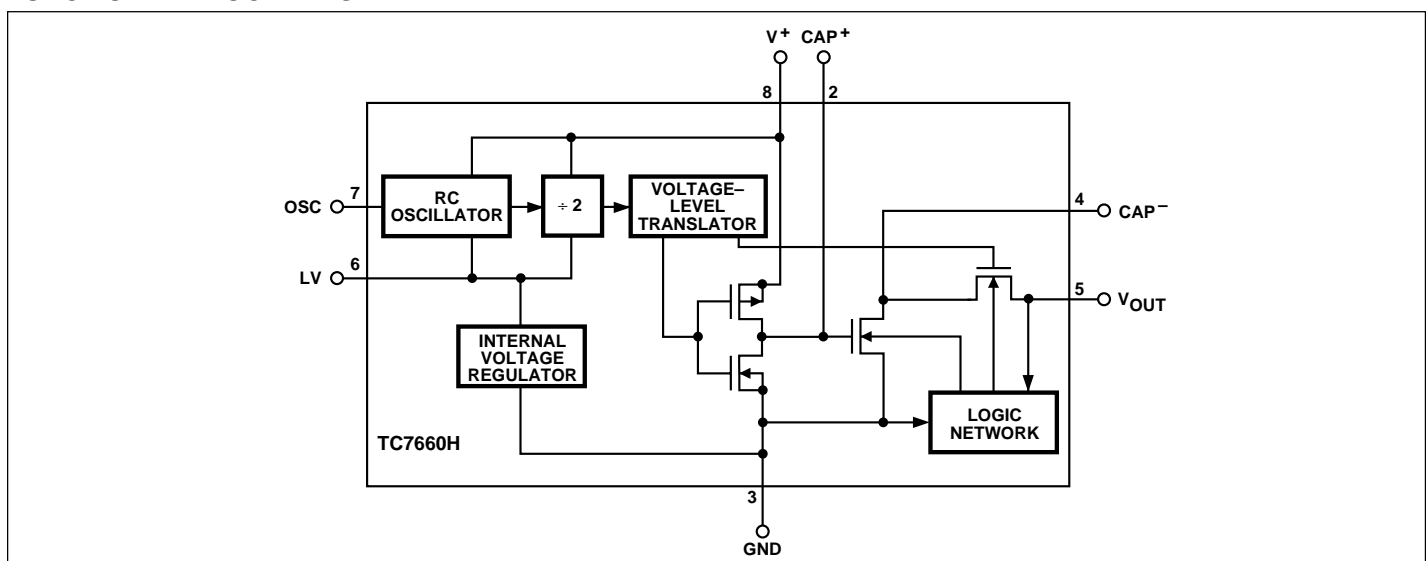 V+ CAP+
8 2
RC
OSCILLATOR
÷ 2
VOLTAGE–
LEVEL
TRANSLATOR
7
OSC
4
CAP–
6
LV
5
VOUT
INTERNAL
VOLTAGE
REGULATOR
LOGIC
NETWORK
TC7660H
3
GND